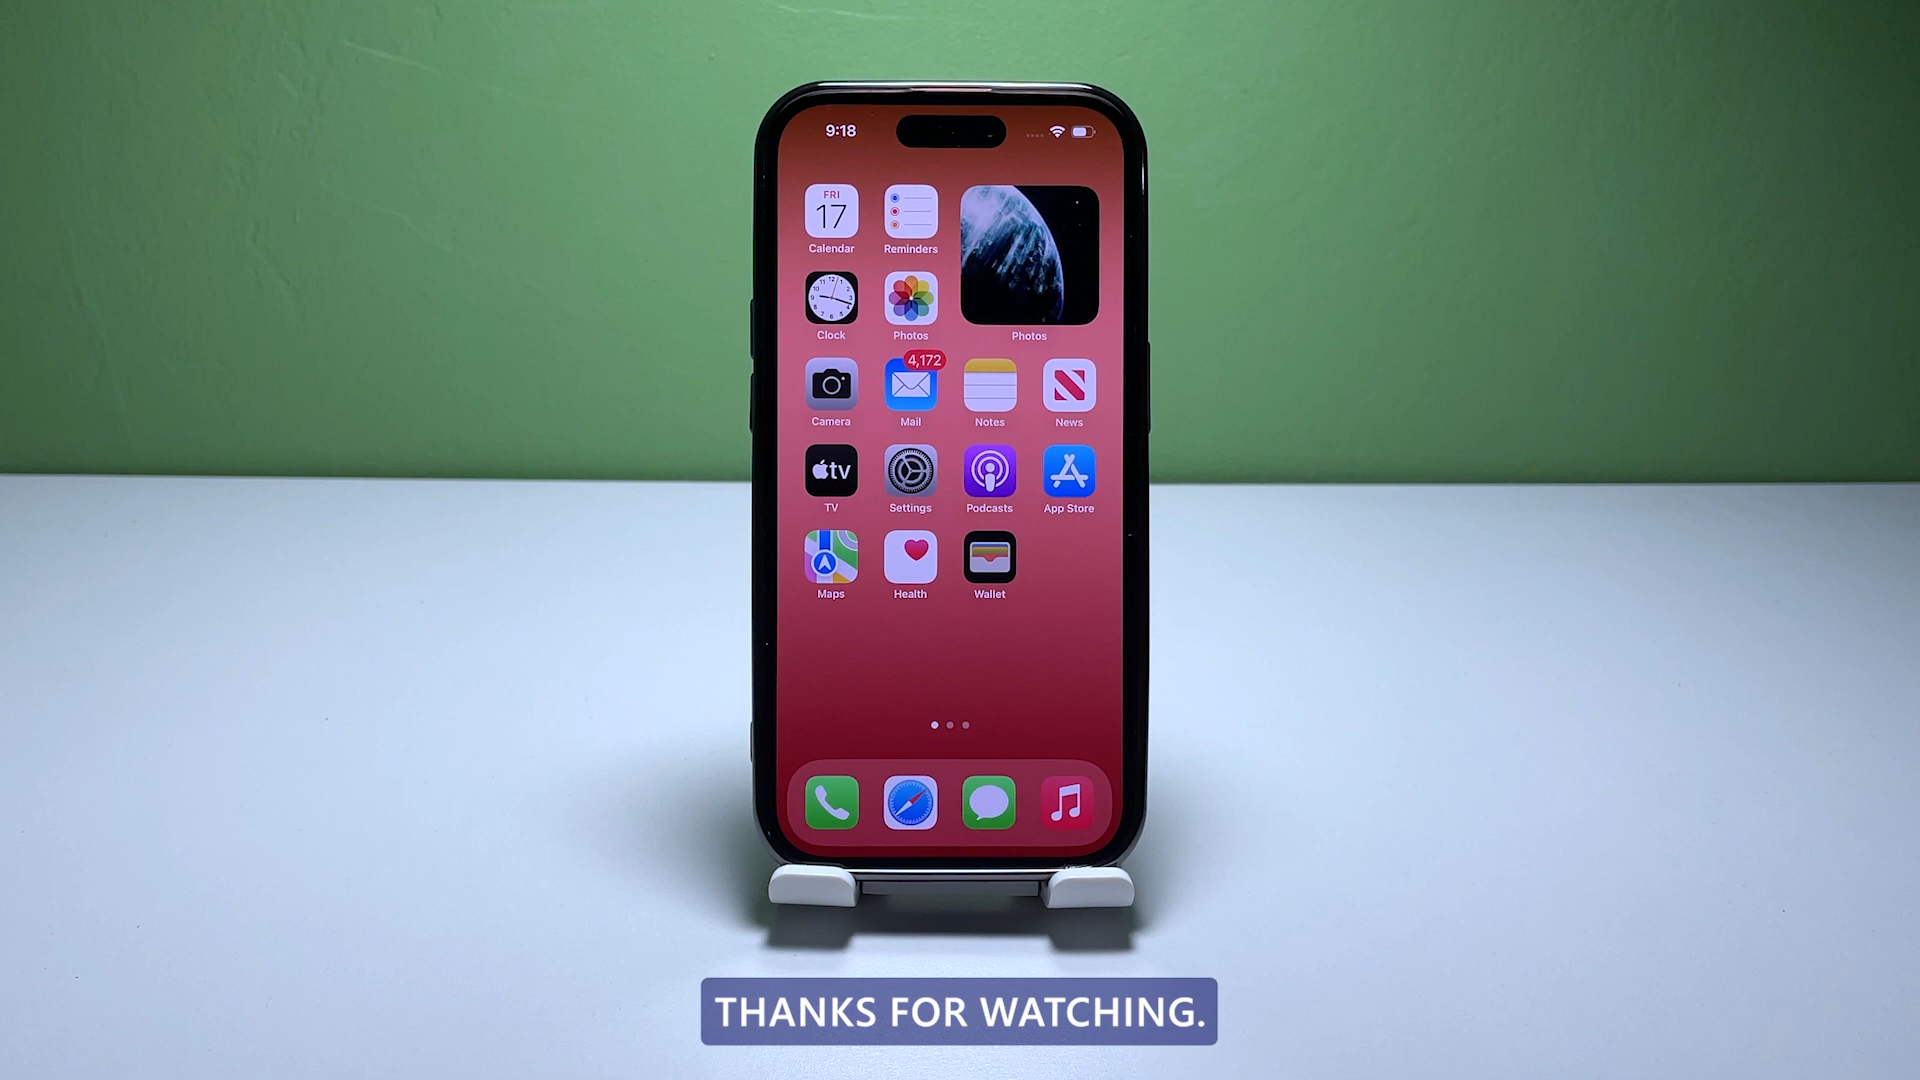 9:18
FRI
17
Calendar
Reminders
Clock
Photos
Photos
Camera
4,172
Mail
Notes
News
tv
TV
Settings
Podcasts
App Store
Maps
Health
Wallet
THANKS FOR WATCHING.